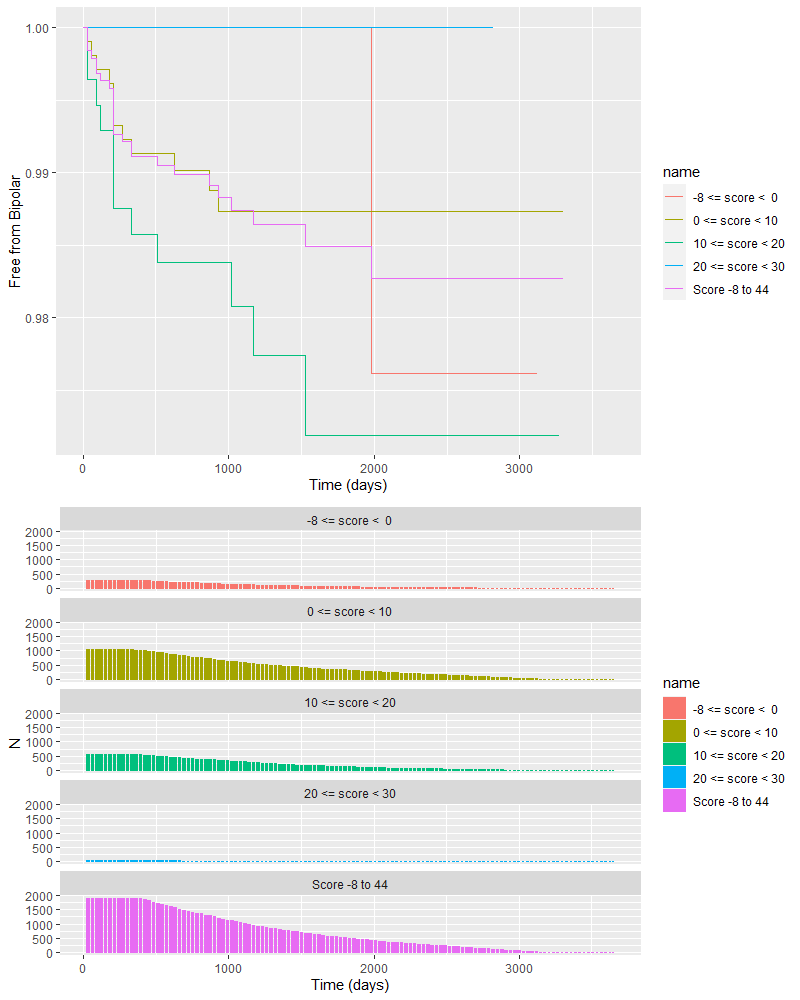 1.00
0.99
0.98
Free from Bipolar
0 1000 2000 3000
Time (days)
name
-8 <= score < 0
0 <= score < 10
10 <= score < 20
20 <= score < 30
Score -8 to 44
-8 <= score < 0
2000
1500
1000
500
0
0 <= score < 10
2000
1500
1000
500
0
10 <= score < 20
2000
1500
1000
500
0
20 <= score < 30
2000
1500
1000
500
0
Score -8 to 44
2000
1500
1000
500
0
N
0 1000 2000 3000
Time (days)
name
-8 <= score < 0
0 <= score < 10
10 <= score < 20
20 <= score < 30
Score -8 to 44